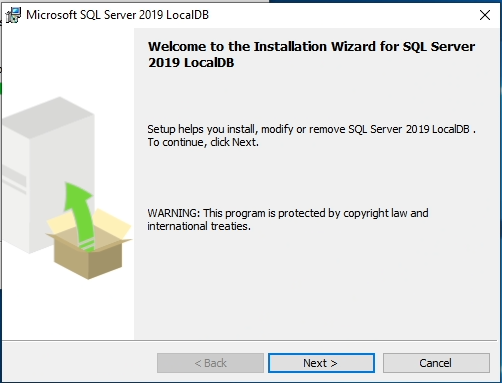 Microsoft SQL Server 2019 LocalDB
Welcome to the Installation Wizard for SQL Server
2019 LocalDB
Setup helps you install, modify or remove SQL Server 2019 LocalDB .
To continue, click Next.
WARNING: This program is protected by copyright law and
international treaties.
< Back
Next >
Cancel